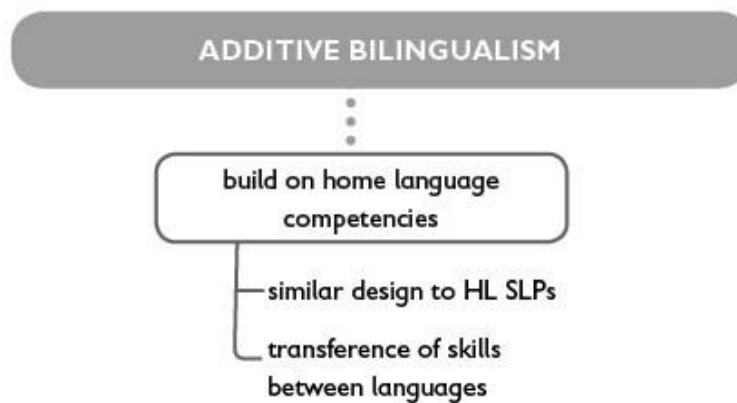 ADDITIVE BILINGUALISM
build on home language
competencies
similar design to HL SLPs
transference of skills
between languages